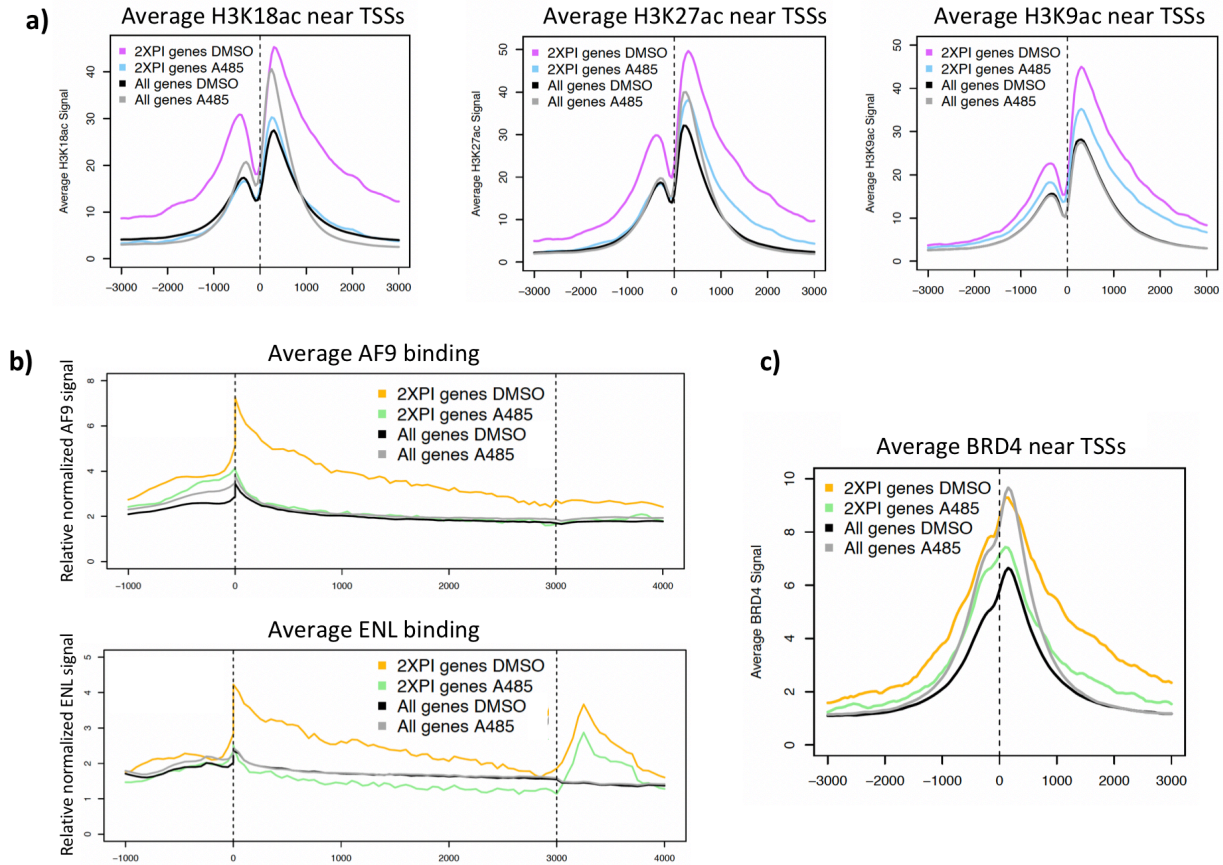 a)
Average H3K18ac near TSSs
2XPI genes DMSO
2XPI genes A485
All genes DMSO
All genes A485
Average H3K18ac Signal
0
10
20
30
40
−3000 −2000 −1000 0 1000 2000 3000
Average H3K27ac near TSSs
2XPI genes DMSO
2XPI genes A485
All genes DMSO
All genes A485
Average H3K27ac Signal
0
10
20
30
40
50
−3000 −2000 −1000 0 1000 2000 3000
Average H3K9ac near TSSs
2XPI genes DMSO
2XPI genes A485
All genes DMSO
All genes A485
Average H3K9ac Signal
0
10
20
30
40
50
−3000 −2000 −1000 0 1000 2000 3000
b)
Average AF9 binding
2XPI genes DMSO
2XPI genes A485
All genes DMSO
All genes A485
Relative normalized AF9 signal
0
2
4
6
8
−1000 0 1000 2000 3000 4000
Average ENL binding
2XPI genes DMSO
2XPI genes A485
All genes DMSO
All genes A485
Relative normalized ENL signal
0
1
2
3
4
5
−1000 0 1000 2000 3000 4000
c)
Average BRD4 near TSSs
2XPI genes DMSO
2XPI genes A485
All genes DMSO
All genes A485
Average BRD4 Signal
0
2
4
6
8
10
−3000 −2000 −1000 0 1000 2000 3000